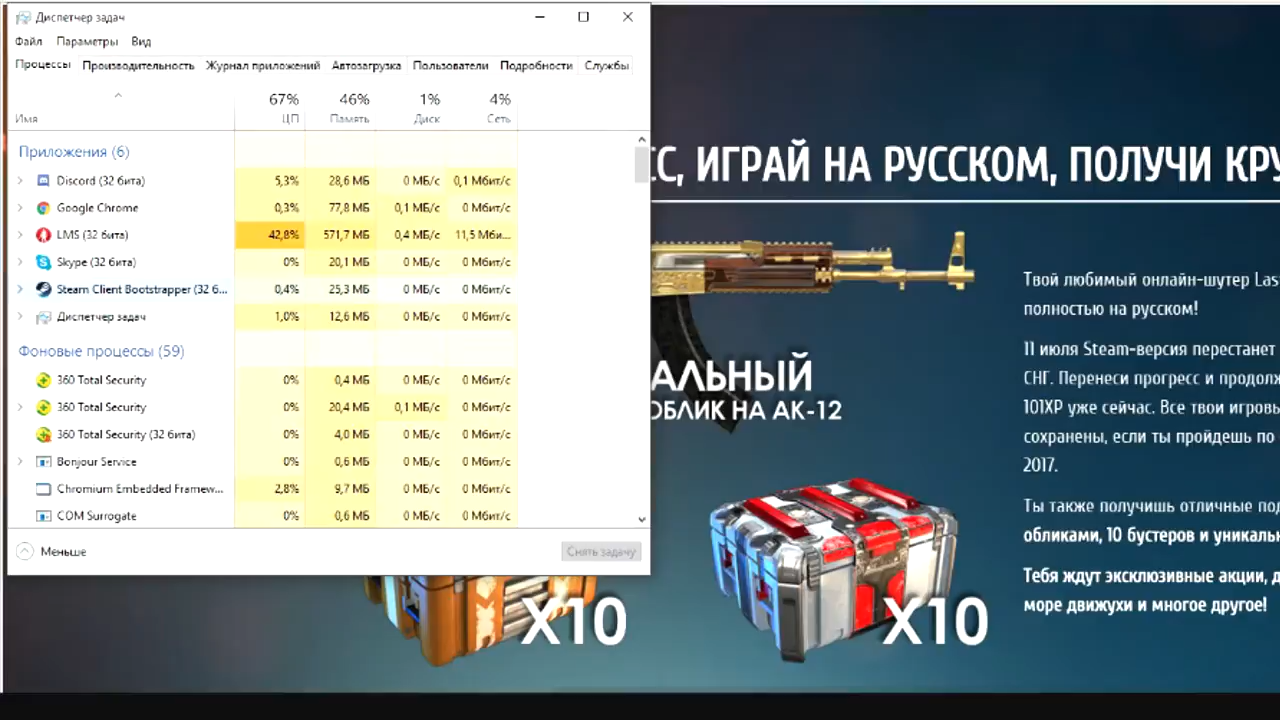 Диспетчер задач
Файл Параметры Вид
Процессы Производительность Журнал приложений Автозагрузка Пользователи Подробности Службы
67% 46% 1% 4%
Имя ЦП Память Диск Сеть
Приложения (6)
Discord (32 бита) 5,3% 28,6 МБ 0 МБ/с 0,1 Мбит/с
Google Chrome 0,3% 77,8 МБ 0,1 МБ/с 0 Мбит/с
LMS (32 бита) 42,8% 571,7 МБ 0,4 МБ/с 11,5 Мби...
Skype (32 бита) 0% 20,1 МБ 0 МБ/с 0 Мбит/с
Steam Client Bootstrapper (32 б... 0,4% 25,3 МБ 0 МБ/с 0 Мбит/с
Диспетчер задач 1,0% 12,6 МБ 0 МБ/с 0 Мбит/с
Фоновые процессы (59)
360 Total Security 0% 0,4 МБ 0 МБ/с 0 Мбит/с
360 Total Security 0% 20,4 МБ 0,1 МБ/с 0 Мбит/с
360 Total Security (32 бита) 0% 4,0 МБ 0 МБ/с 0 Мбит/с
Bonjour Service 0% 0,6 МБ 0 МБ/с 0 Мбит/с
Chromium Embedded Framew... 2,8% 9,7 МБ 0 МБ/с 0 Мбит/с
COM Surrogate 0% 0,6 МБ 0 МБ/с 0 Мбит/с
Меньше Снять задачу
СС, ИГРАЙ НА РУССКОМ, ПОЛУЧИ КРУ
АЛЬНЫЙ
ОБЛИК НА АК-12
X10
X10
Твой любимый онлайн-шутер Las
полностью на русском!
11 июля Steam-версия перестанет
СНГ. Перенеси прогресс и продолж
101XP уже сейчас. Все твои игровы
сохранены, если ты пройдешь по
2017.
Ты также получишь отличные под
обликами, 10 бустеров и уникальн
Тебя ждут эксклюзивные акции, д
море движухи и многое другое!